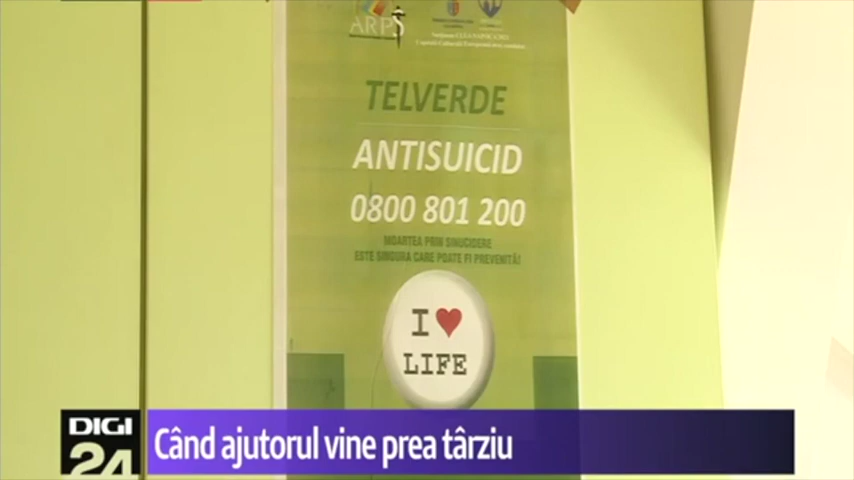 ARPS
TELVERDE
ANTISUICID
0800 801 200
MOARTEA PRIN SINUCIDERE
ESTE SINGURA CARE POATE FI PREVENITĂ!
I ♥
LIFE
DIGI
24
Când ajutorul vine prea târziu